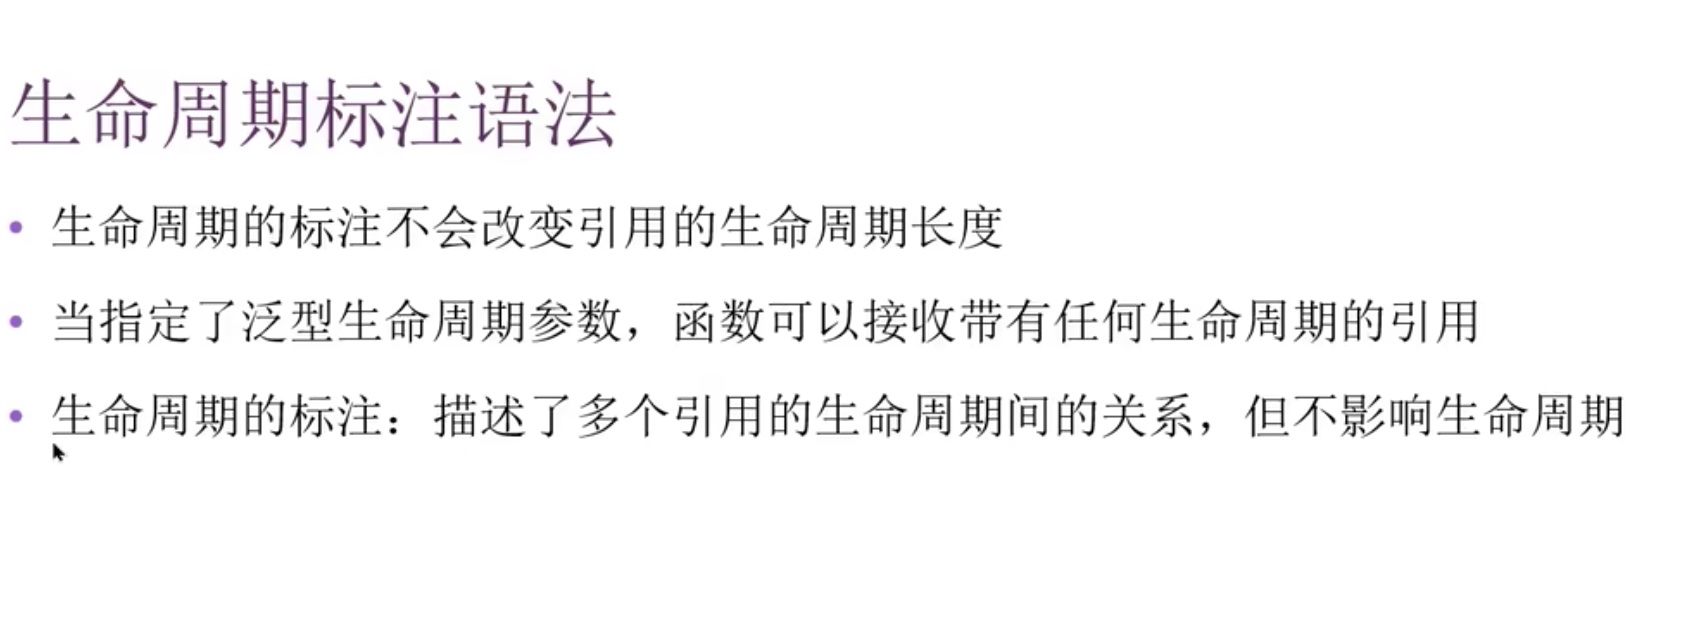 生命周期标注语法
• 生命周期的标注不会改变引用的生命周期长度
• 当指定了泛型生命周期参数，函数可以接收带有任何生命周期的引用
• 生命周期的标注：描述了多个引用的生命周期间的关系，但不影响生命周期